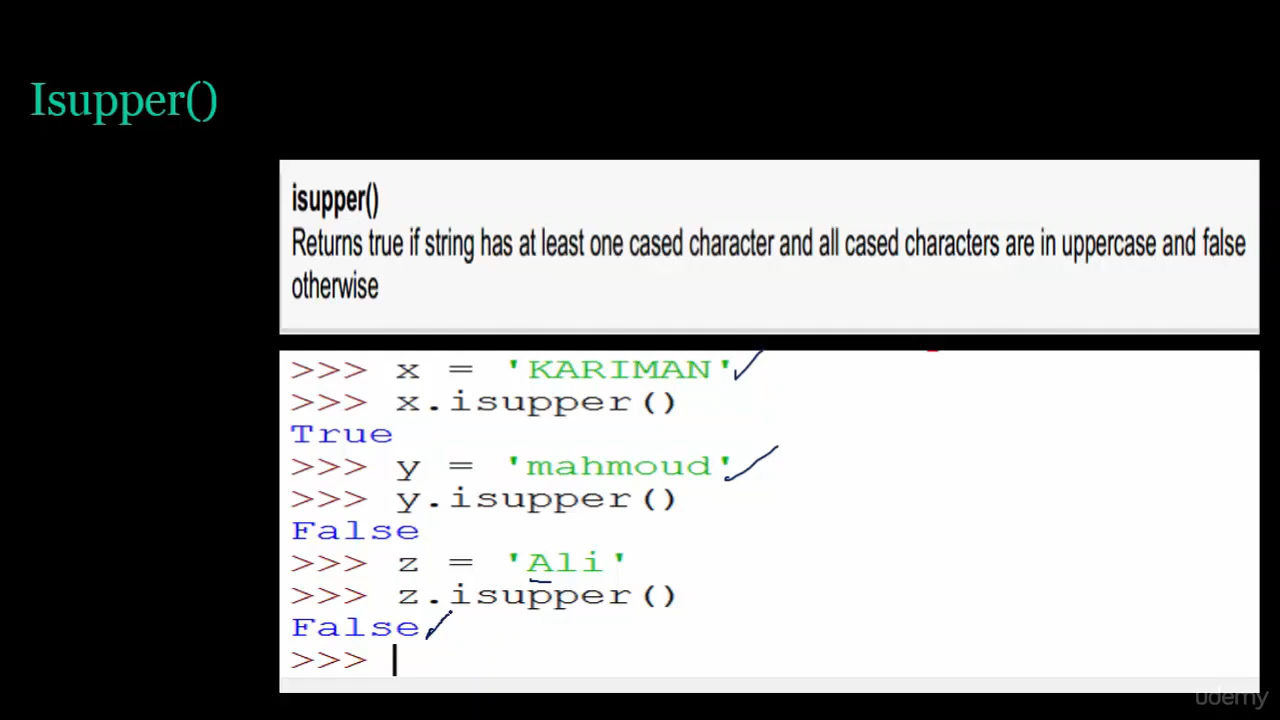 Isupper()
isupper()
Returns true if string has at least one cased character and all cased characters are in uppercase and false
otherwise
>>> x = 'KARIMAN'
>>> x.isupper()
True
>>> y = 'mahmoud'
>>> y.isupper()
False
>>> z = 'Ali'
>>> z.isupper()
False
>>>
udemy